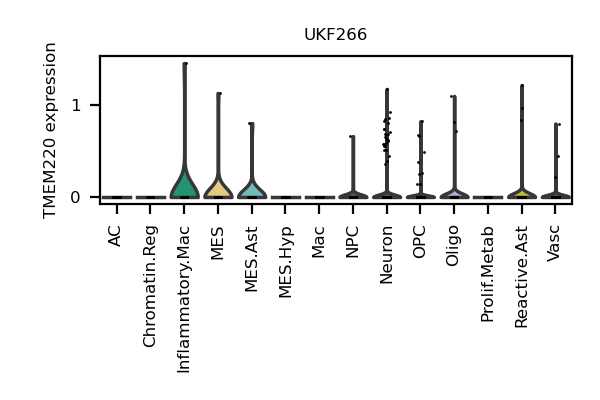 UKF266
TMEM220 expression
1
0
AC
Chromatin.Reg
Inflammatory.Mac
MES
MES.Ast
MES.Hyp
Mac
NPC
Neuron
OPC
Oligo
Prolif.Metab
Reactive.Ast
Vasc